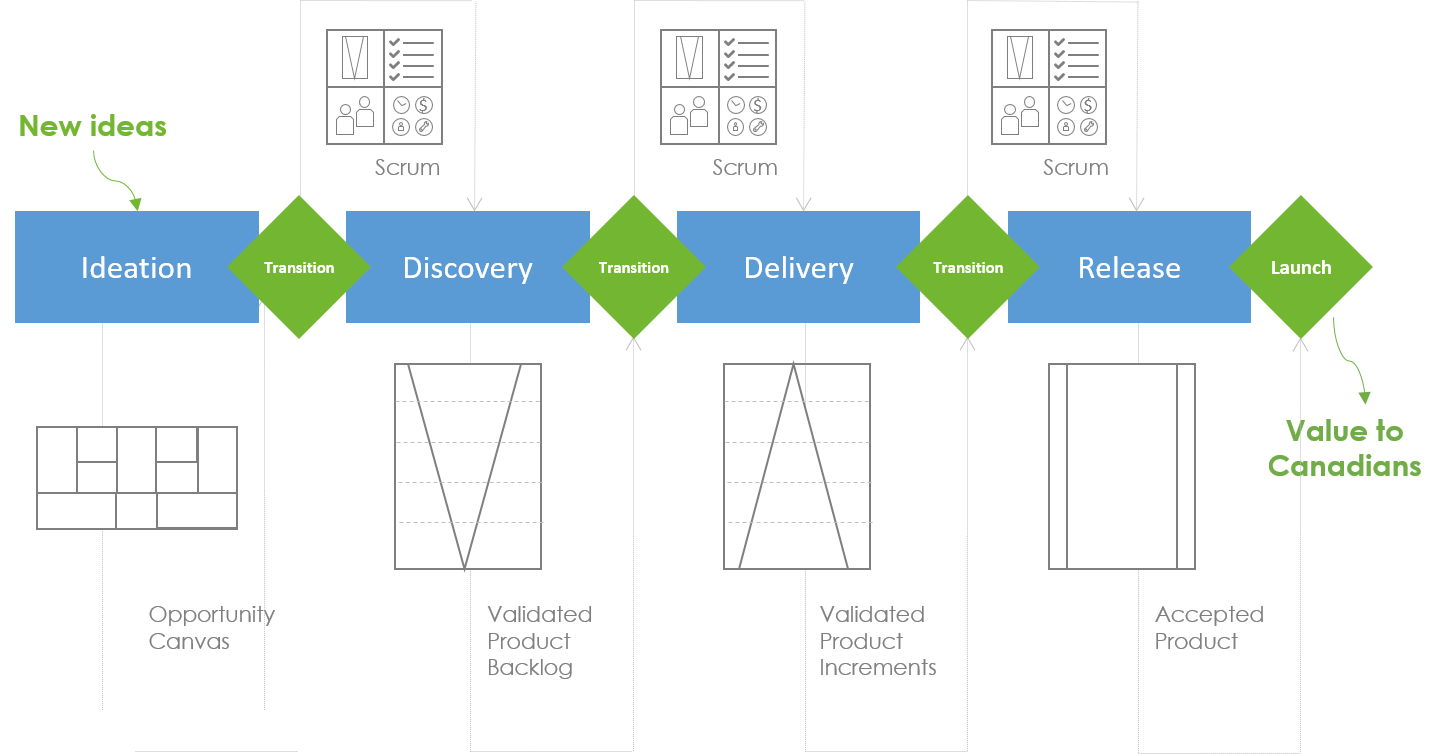 Scrum
Scrum
Scrum
New ideas
Ideation
Transition
Discovery
Transition
Delivery
Transition
Release
Launch
Value to
Canadians
Opportunity
Canvas
Validated
Product
Backlog
Validated
Product
Increments
Accepted
Product